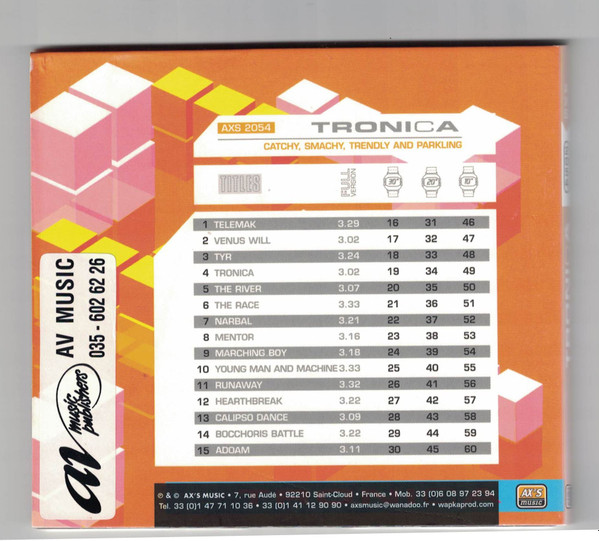 AXS 2054 TRONICA
CATCHY, SMACHY, TRENDLY AND PARKLING
TITLES FULL VERSION 30" 20" 10"
1 TELEMAK 3.29 16 31 46
2 VENUS WILL 3.02 17 32 47
3 TYR 3.24 18 33 48
4 TRONICA 3.02 19 34 49
5 THE RIVER 3.07 20 35 50
6 THE RACE 3.33 21 36 51
7 NARBAL 3.21 22 37 52
8 MENTOR 3.16 23 38 53
9 MARCHING BOY 3.18 24 39 54
10 YOUNG MAN AND MACHINE 3.33 25 40 55
11 RUNAWAY 3.32 26 41 56
12 HEARTHBREAK 3.22 27 42 57
13 CALIPSO DANCE 3.09 28 43 58
14 BOCCHORIS BATTLE 3.22 29 44 59
15 ADDAM 3.11 30 45 60
℗ & © AX'S MUSIC • 7, rue Audé • 92210 Saint-Cloud • France • Mob. 33 (0)6 08 97 23 94
Tel. 33 (0)1 47 71 10 36 • 33 (0)1 41 12 90 90 • axsmusic@wanadoo.fr • wapkaprod.com
AX'S
music
AV MUSIC
035 - 602 62 26
av music publishers